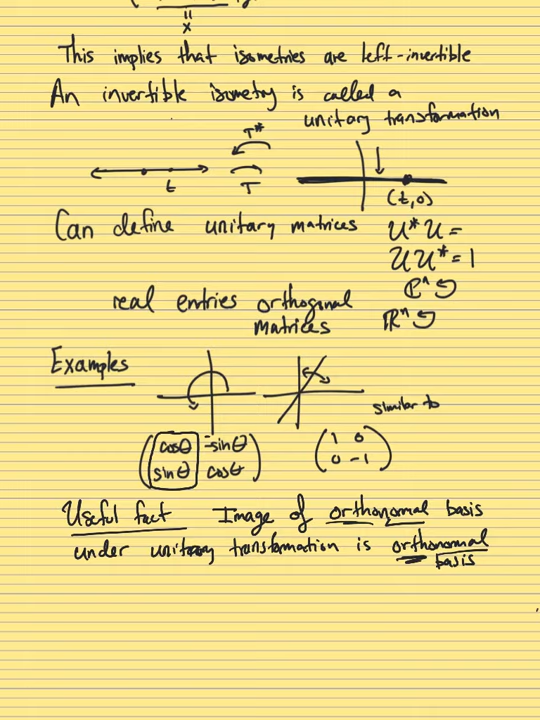 =
x
This implies that isometries are left-invertible
An invertible isometry is called a
unitary transformation
T*
t
T
(t,0)
Can define unitary matrices U*U =
UU* = 1
ℂⁿ ↺
real entries orthogonal
matrices ℝⁿ ↺
Examples
similar to
(cosθ -sinθ
sinθ cosθ)
(1 0
0 -1)
Useful fact Image of orthonormal basis
under unitary transformation is orthonormal
basis